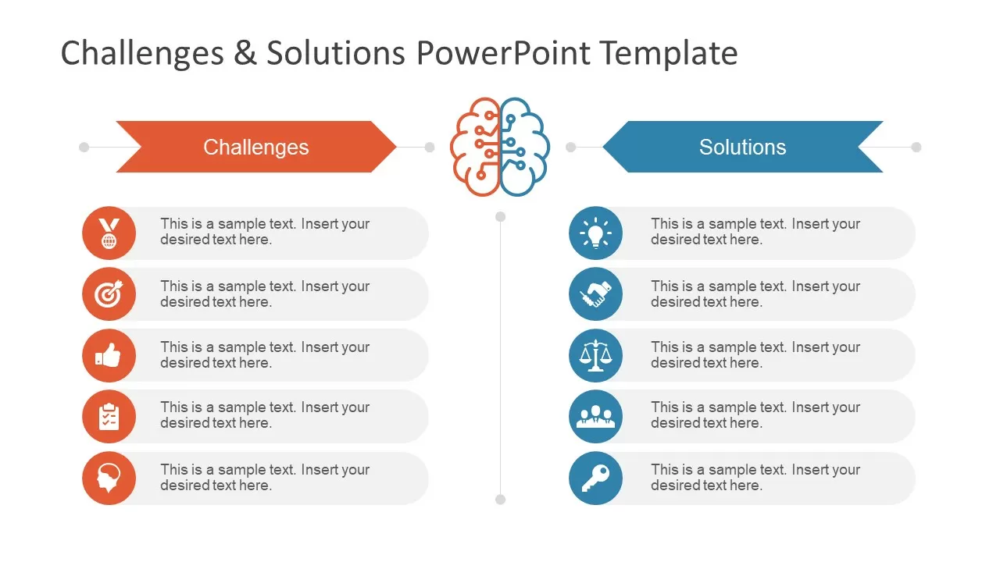 Challenges & Solutions PowerPoint Template
Challenges
Solutions
This is a sample text. Insert your
desired text here.
This is a sample text. Insert your
desired text here.
This is a sample text. Insert your
desired text here.
This is a sample text. Insert your
desired text here.
This is a sample text. Insert your
desired text here.
This is a sample text. Insert your
desired text here.
This is a sample text. Insert your
desired text here.
This is a sample text. Insert your
desired text here.
This is a sample text. Insert your
desired text here.
This is a sample text. Insert your
desired text here.